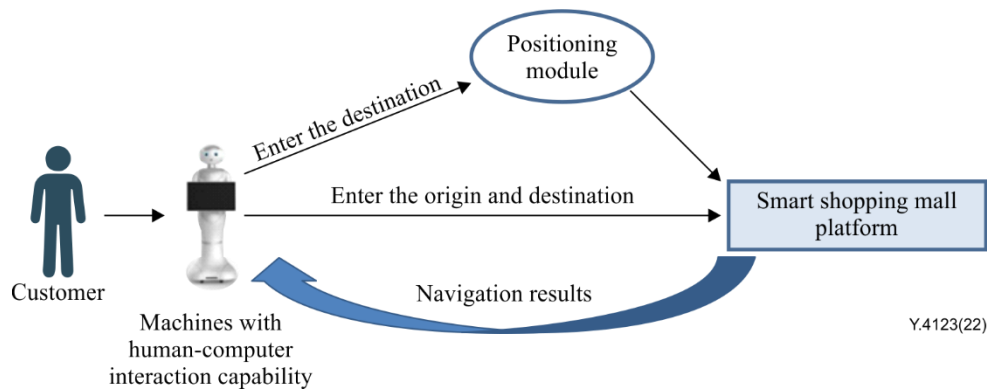 Positioning
module
Enter the destination
Enter the origin and destination
Smart shopping mall
platform
Customer
Navigation results
Machines with
human-computer
interaction capability
Y.4123(22)